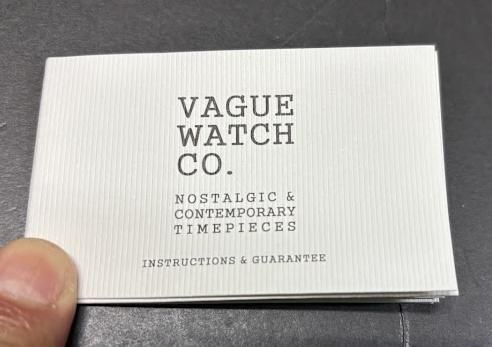 VAGUE
WATCH
CO.
NOSTALGIC &
CONTEMPORARY
TIMEPIECES
INSTRUCTIONS & GUARANTEE